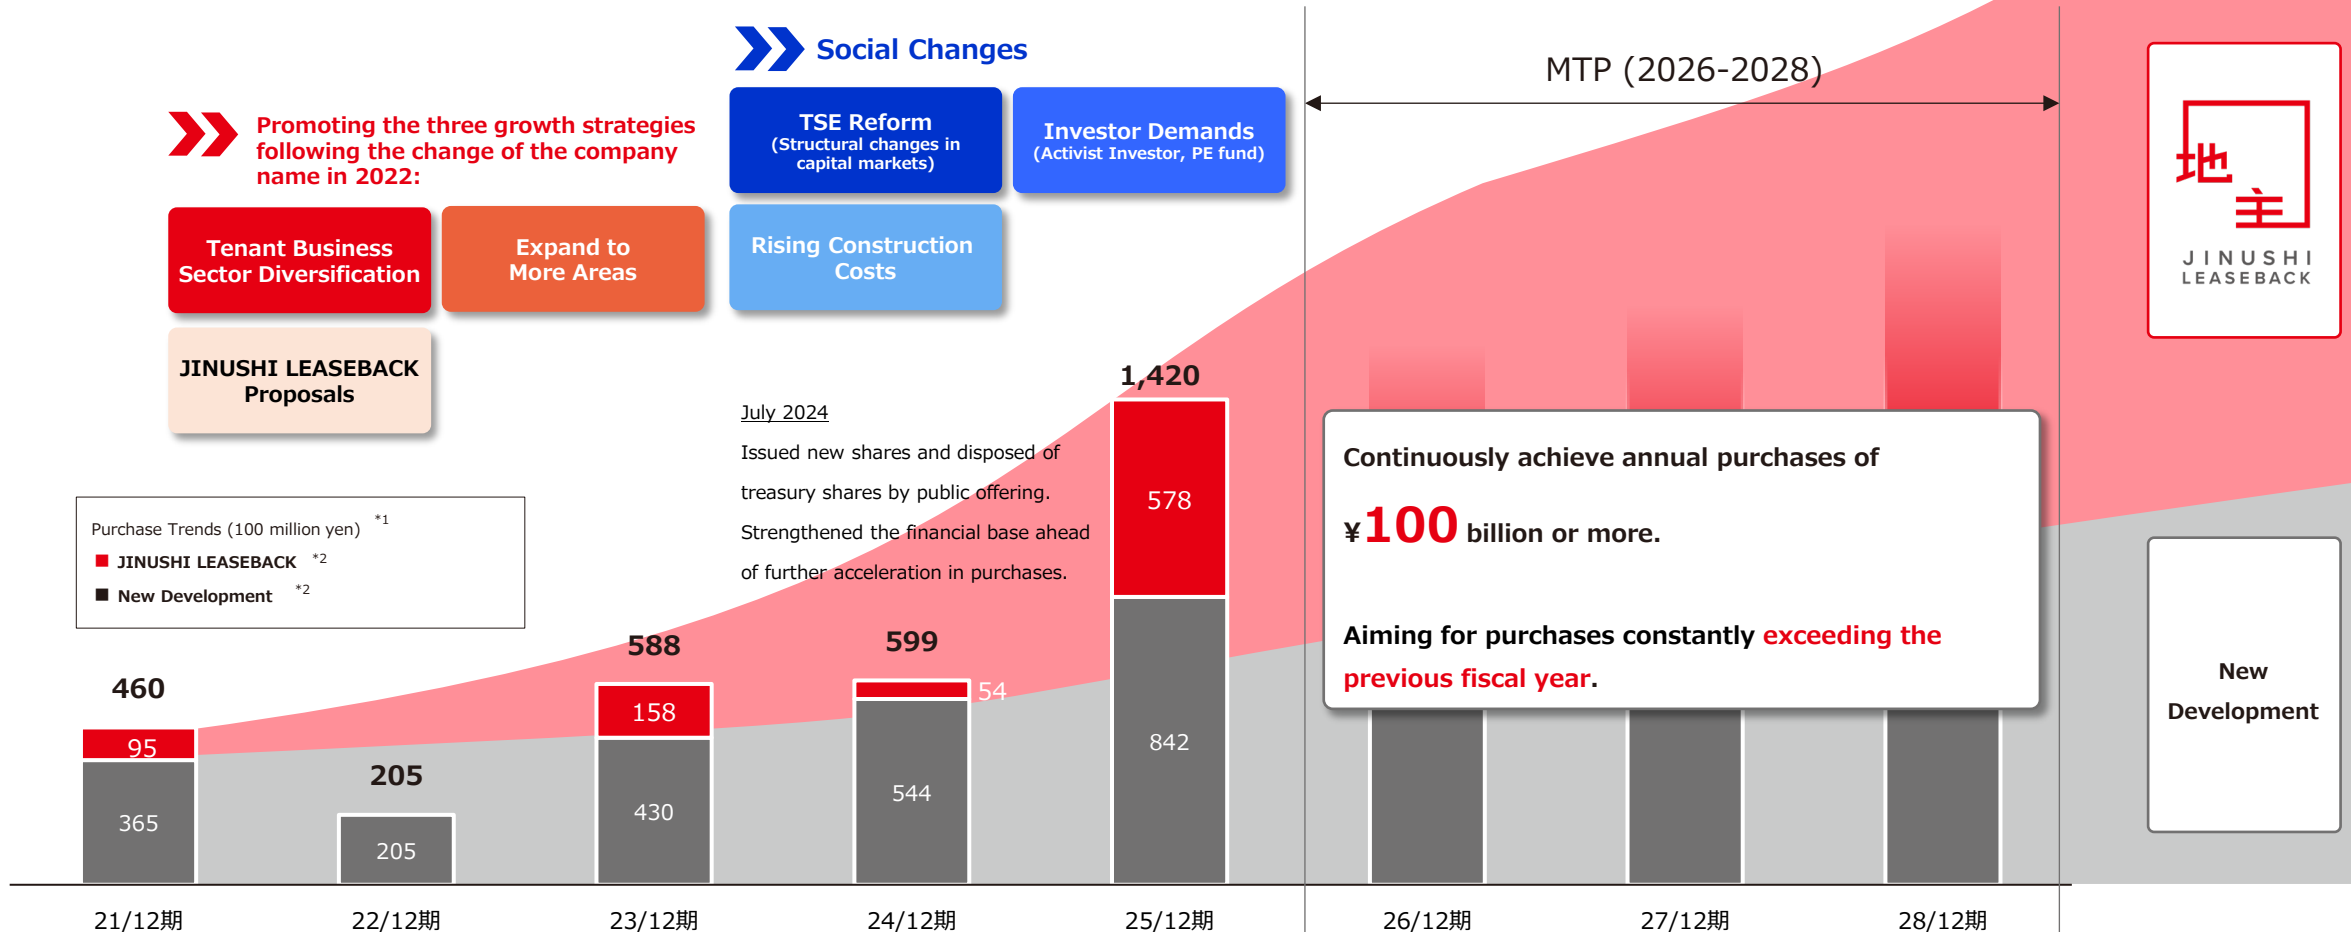 Social Changes
MTP (2026-2028)
Promoting the three growth strategies
following the change of the company
name in 2022:
TSE Reform
(Structural changes in
capital markets)
Investor Demands
(Activist Investor, PE fund)
Tenant Business
Sector Diversification
Expand to
More Areas
Rising Construction
Costs
JINUSHI LEASEBACK
Proposals
地主
JINUSHI
LEASEBACK
July 2024
Issued new shares and disposed of
treasury shares by public offering.
Strengthened the financial base ahead
of further acceleration in purchases.
Purchase Trends (100 million yen) *1
JINUSHI LEASEBACK *2
New Development *2
460
95
365
205
205
588
158
430
599
54
544
1,420
578
842
Continuously achieve annual purchases of
¥100 billion or more.
Aiming for purchases constantly exceeding the
previous fiscal year.
New
Development
21/12期
22/12期
23/12期
24/12期
25/12期
26/12期
27/12期
28/12期